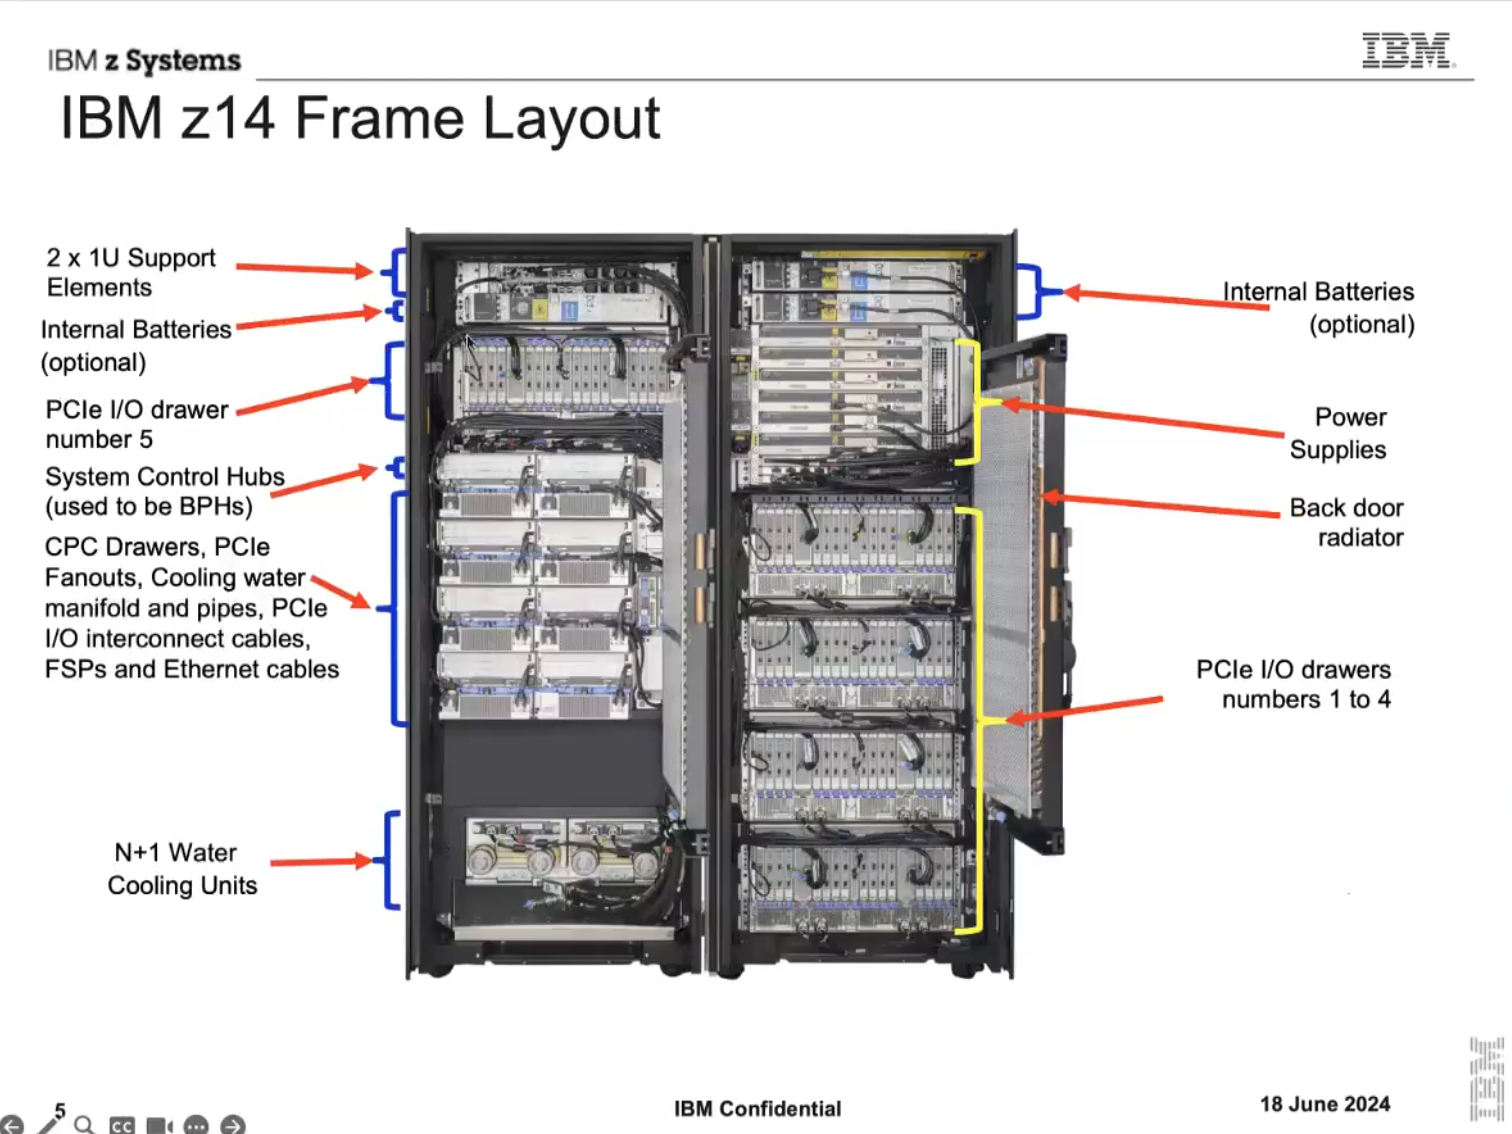 IBM z Systems
IBM
IBM z14 Frame Layout
2 x 1U Support
Elements
Internal Batteries
(optional)
PCIe I/O drawer
number 5
System Control Hubs
(used to be BPHs)
CPC Drawers, PCIe
Fanouts, Cooling water
manifold and pipes, PCIe
I/O interconnect cables,
FSPs and Ethernet cables
N+1 Water
Cooling Units
Internal Batteries
(optional)
Power
Supplies
Back door
radiator
PCIe I/O drawers
numbers 1 to 4
IBM
5
CC
IBM Confidential
18 June 2024